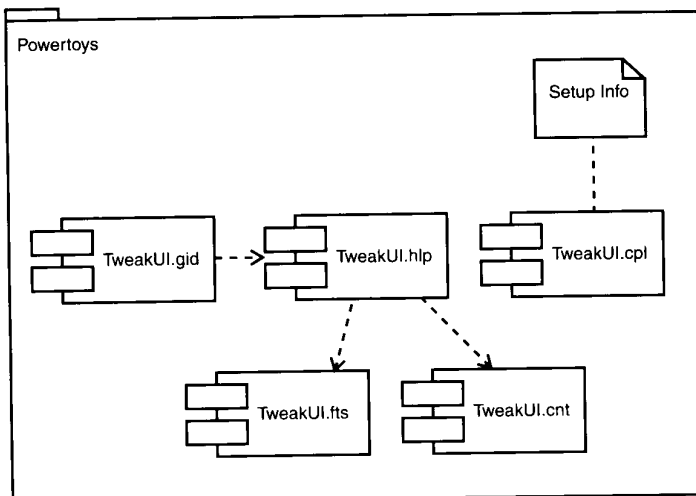 Powertoys
Setup Info
TweakUI.gid
TweakUI.hlp
TweakUI.cpl
TweakUI.fts
TweakUI.cnt